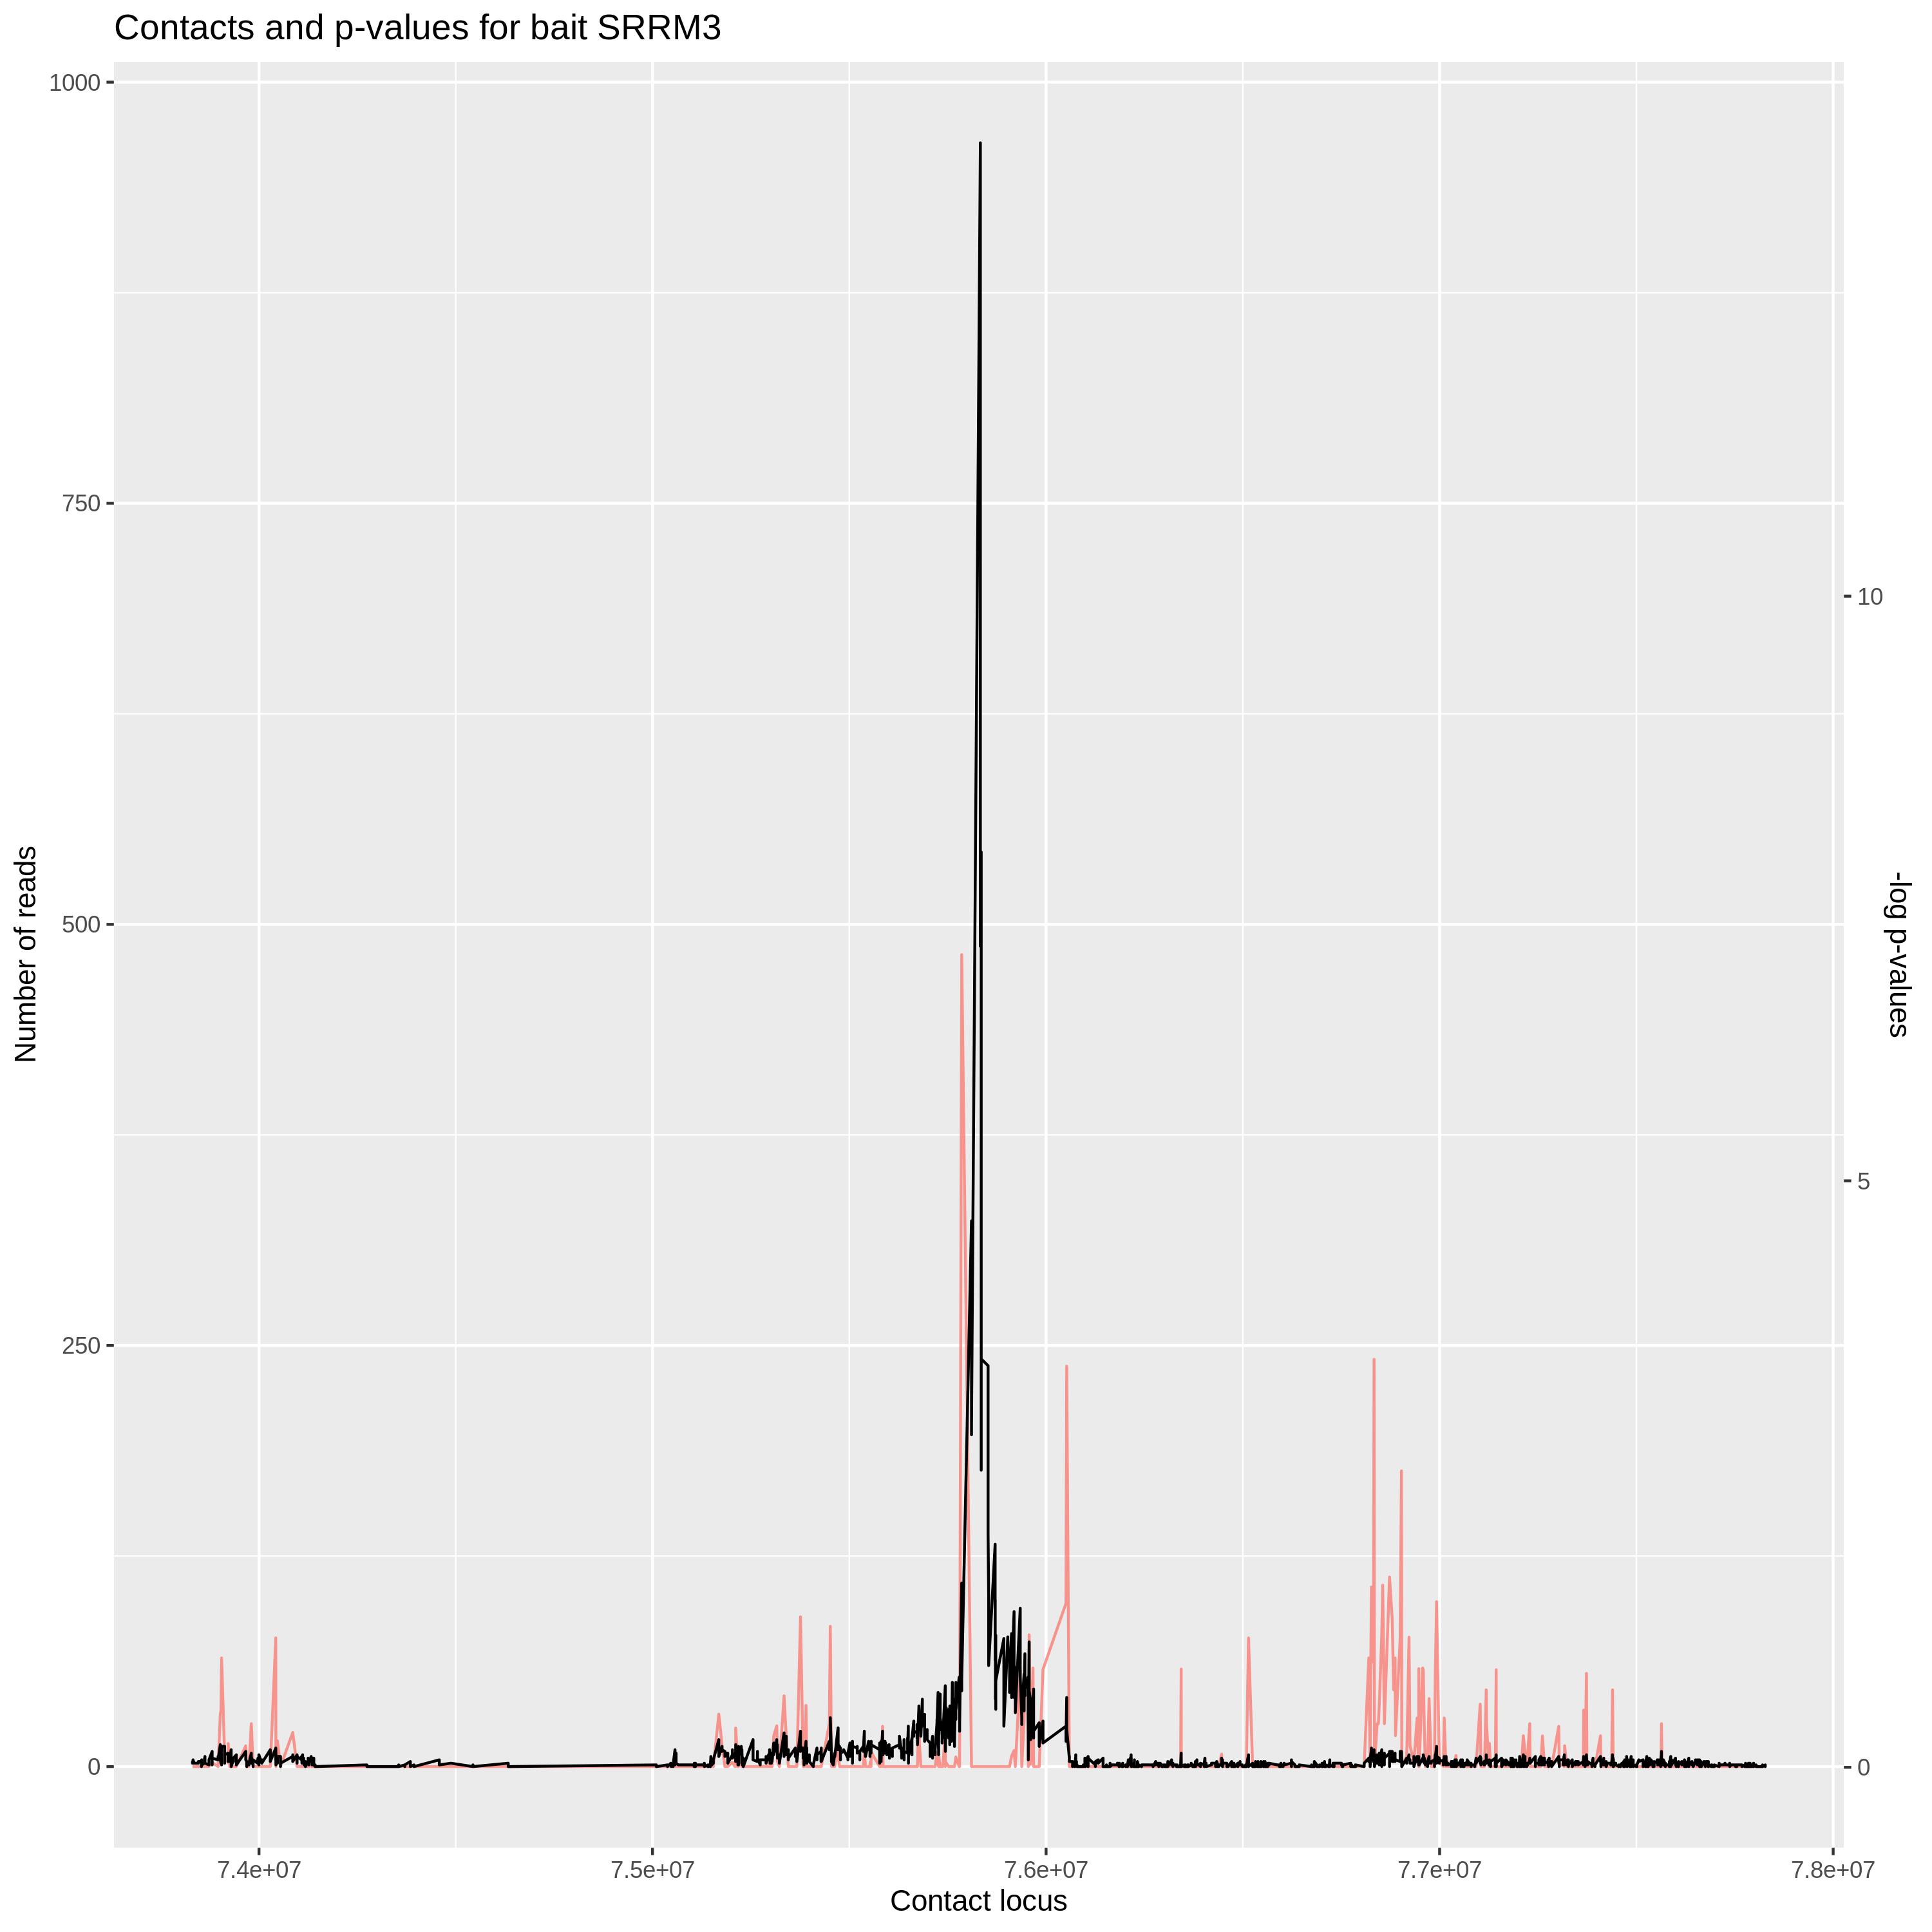 Contacts and p-values for bait SRRM3
1000
750
500
250
0
Number of reads
10
5
0
-log p-values
7.4e+07
7.5e+07
7.6e+07
7.7e+07
7.8e+07
Contact locus